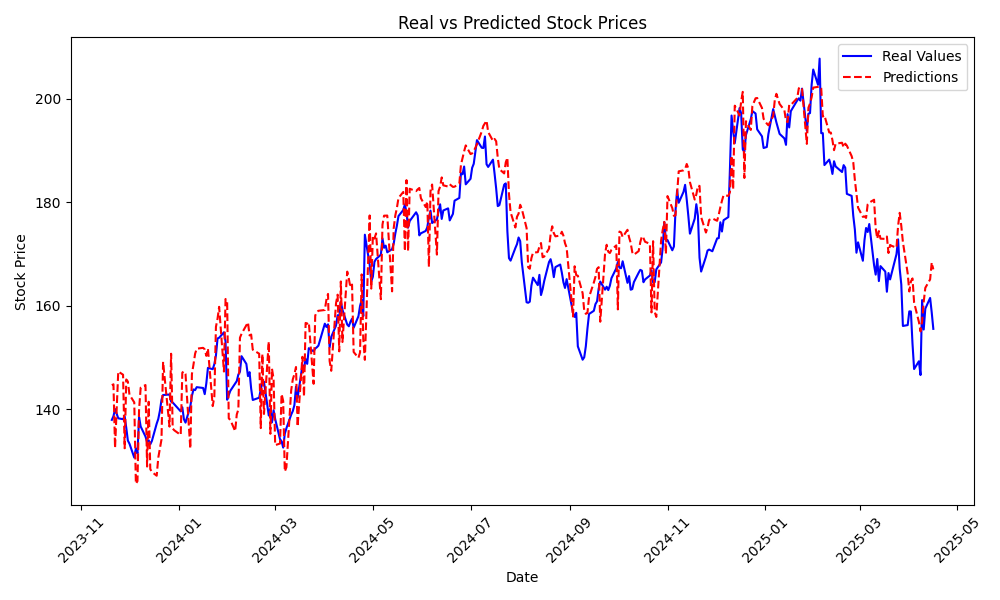 Real vs Predicted Stock Prices
Real Values
Predictions
Stock Price
200
180
160
140
2023-11
2024-01
2024-03
2024-05
2024-07
2024-09
2024-11
2025-01
2025-03
2025-05
Date